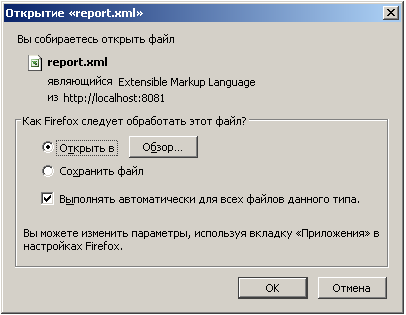 Открытие «report.xml»
Вы собираетесь открыть файл
report.xml
являющийся Extensible Markup Language
из http://localhost:8081
Как Firefox следует обработать этот файл?
Открыть в Обзор...
Сохранить файл
Выполнять автоматически для всех файлов данного типа.
Вы можете изменить параметры, используя вкладку «Приложения» в
настройках Firefox.
OK Отмена